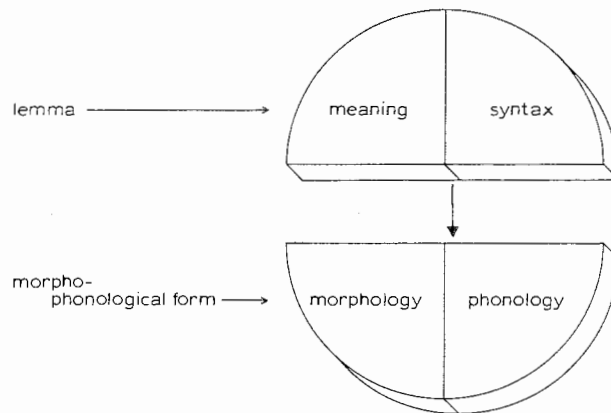 meaning syntax
lemma
morpho-
phonological form
morphology phonology